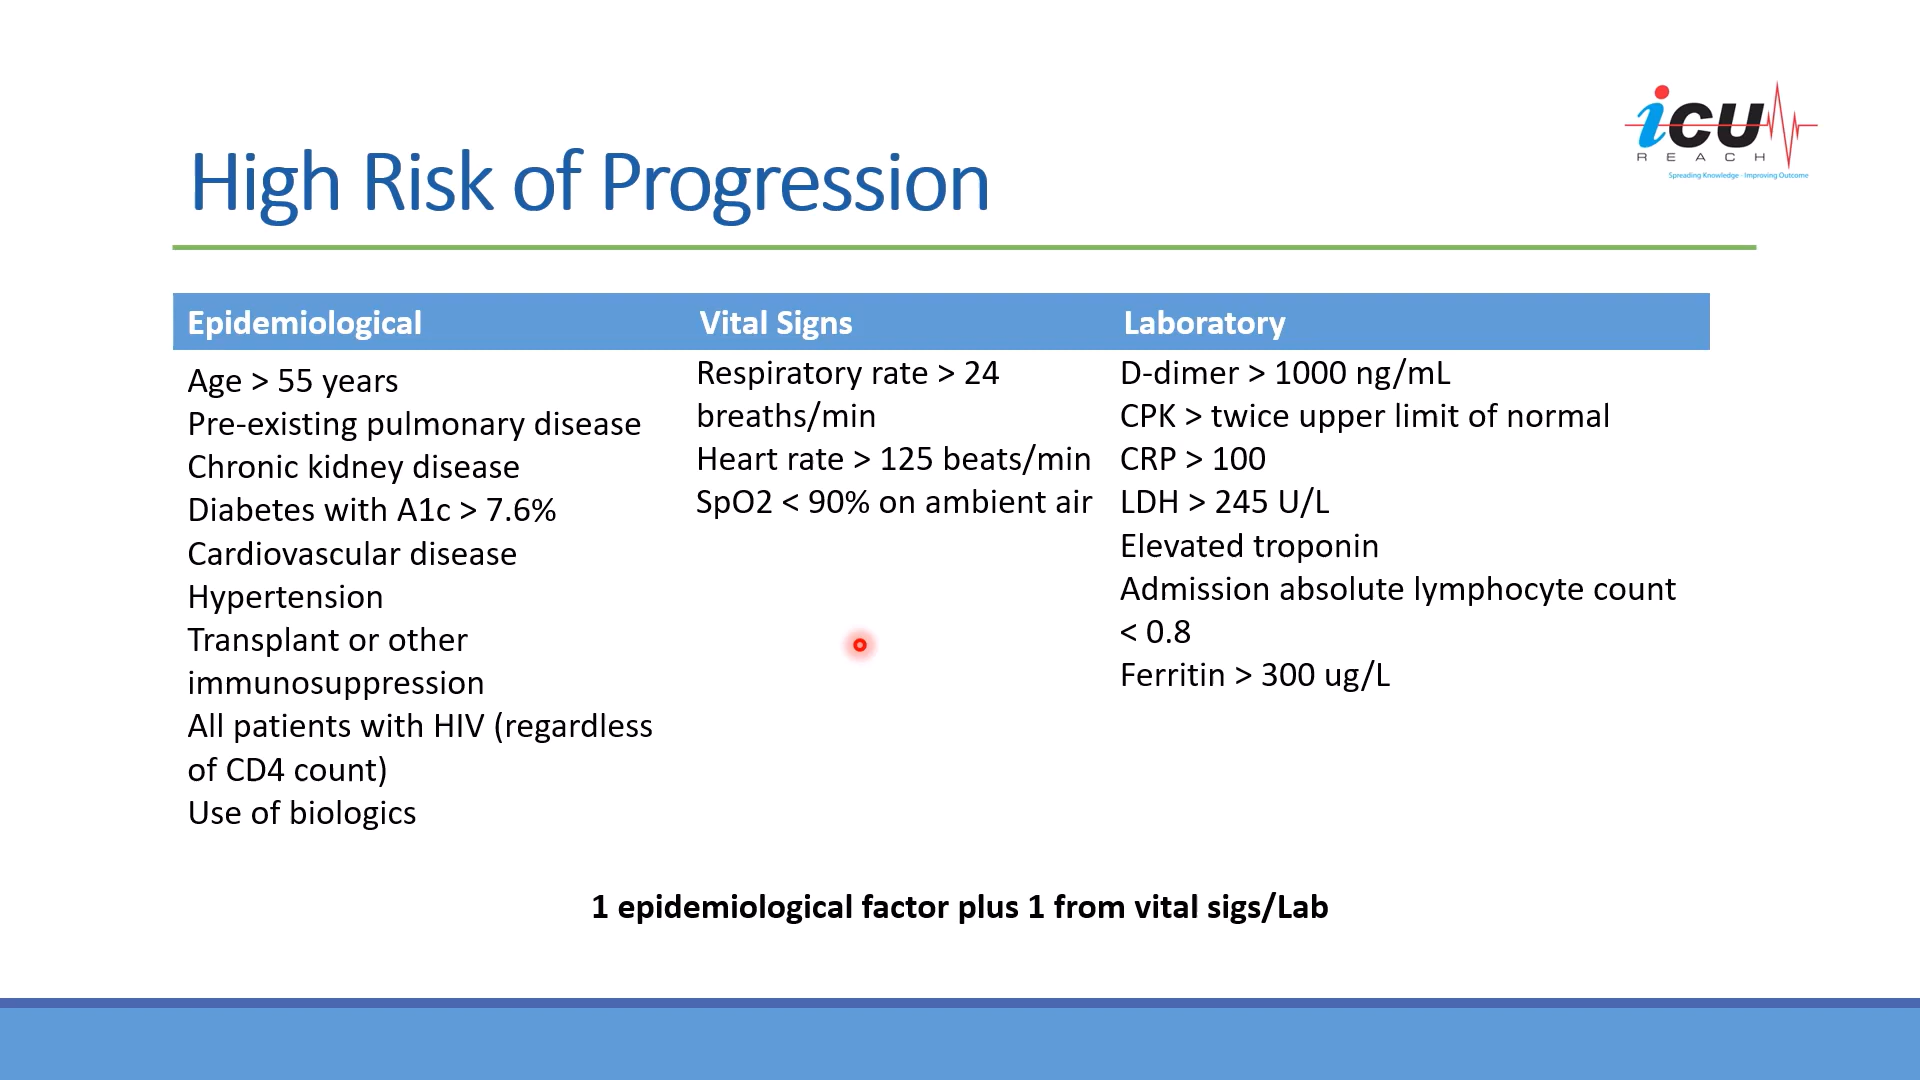 icu
REACH
Spreading Knowledge - Improving Outcome
High Risk of Progression
Epidemiological
Age > 55 years
Pre-existing pulmonary disease
Chronic kidney disease
Diabetes with A1c > 7.6%
Cardiovascular disease
Hypertension
Transplant or other
immunosuppression
All patients with HIV (regardless
of CD4 count)
Use of biologics
Vital Signs
Respiratory rate > 24
breaths/min
Heart rate > 125 beats/min
SpO2 < 90% on ambient air
Laboratory
D-dimer > 1000 ng/mL
CPK > twice upper limit of normal
CRP > 100
LDH > 245 U/L
Elevated troponin
Admission absolute lymphocyte count
< 0.8
Ferritin > 300 ug/L
1 epidemiological factor plus 1 from vital sigs/Lab